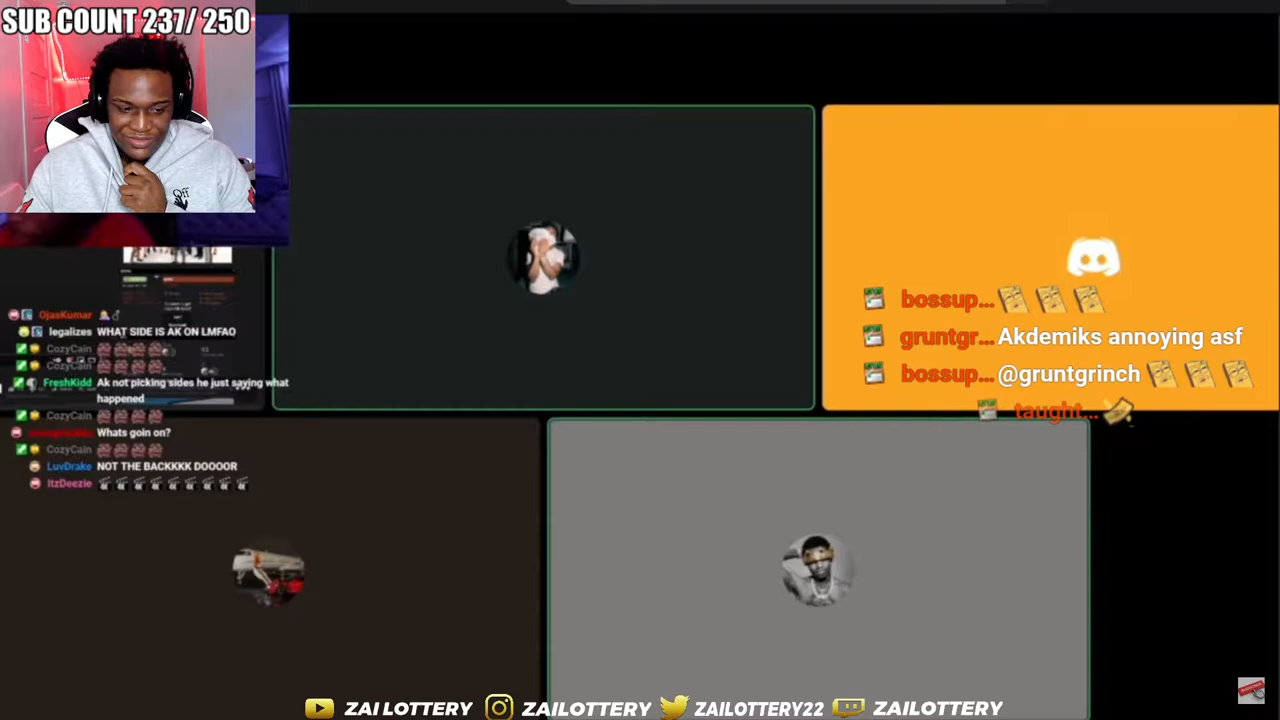 SUB COUNT 237/ 250
OjasKumar
legalizes WHAT SIDE IS AK ON LMFAO
CozyCain
CozyCain
FreshKidd Ak not picking sides he just saying what
happened
CozyCain
Whats goin on?
CozyCain
LuvDrake NOT THE BACKKKK DOOOOR
ItzDeezie
bossup...
gruntgr... Akdemiks annoying asf
bossup... @gruntgrinch
taught...
ZAI LOTTERY ZAILOTTERY ZAILOTTERY22 ZAILOTTERY